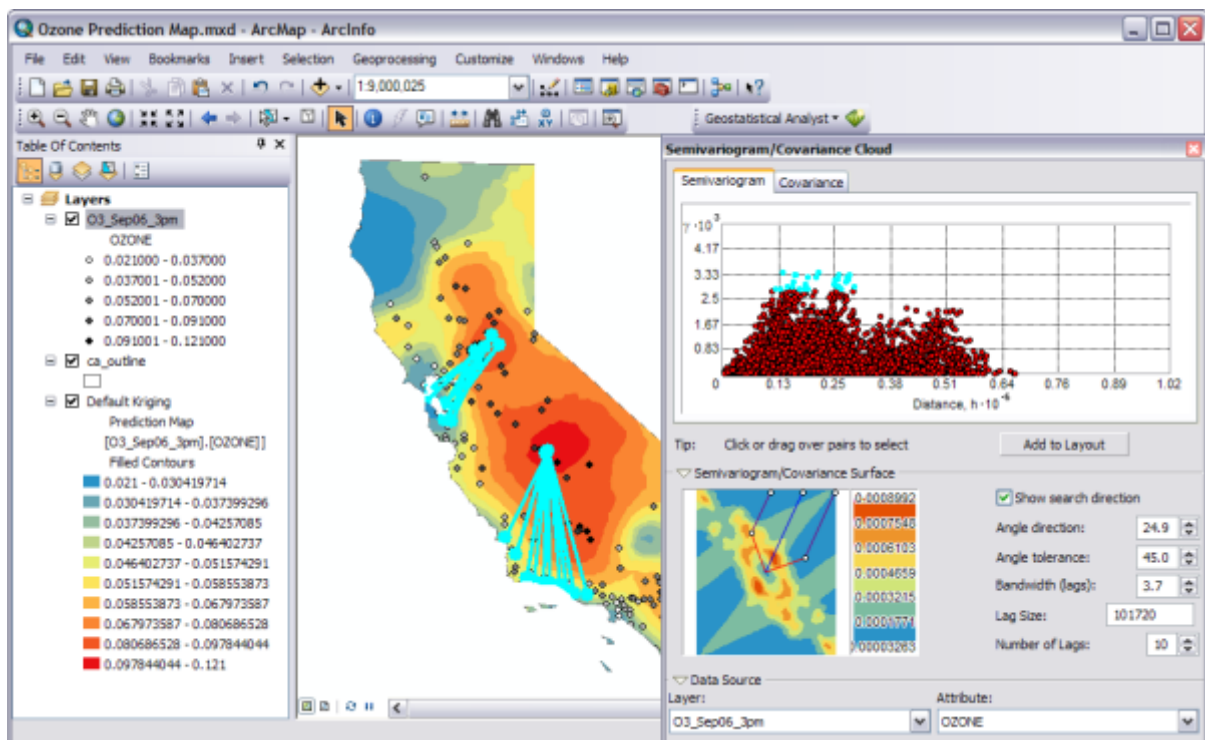 Ozone Prediction Map.mxd - ArcMap - ArcInfo
File Edit View Bookmarks Insert Selection Geoprocessing Customize Windows Help
1:9,000,025
Geostatistical Analyst
Table Of Contents
Layers
O3_Sep06_3pm
OZONE
0.021000 - 0.037000
0.037001 - 0.052000
0.052001 - 0.070000
0.070001 - 0.091000
0.091001 - 0.121000
ca_outline
Default Kriging
Prediction Map
[O3_Sep06_3pm].[OZONE]]
Filled Contours
0.021 - 0.030419714
0.030419714 - 0.037399296
0.037399296 - 0.04257085
0.04257085 - 0.046402737
0.046402737 - 0.051574291
0.051574291 - 0.058553873
0.058553873 - 0.067973587
0.067973587 - 0.080686528
0.080686528 - 0.097844044
0.097844044 - 0.121
Semivariogram/Covariance Cloud
Semivariogram Covariance
γ·10³
4.17
3.33
2.5
1.67
0.83
0 0.13 0.25 0.38 0.51 0.64 0.76 0.89 1.02
Distance, h·10⁻⁶
Tip: Click or drag over pairs to select
Add to Layout
Semivariogram/Covariance Surface
0.0008992
0.0007548
0.0006103
0.0004659
0.0003215
0.0001771
0.00003263
Show search direction
Angle direction: 24.9
Angle tolerance: 45.0
Bandwidth (lags): 3.7
Lag Size: 101720
Number of Lags: 10
Data Source
Layer: Attribute:
O3_Sep06_3pm OZONE